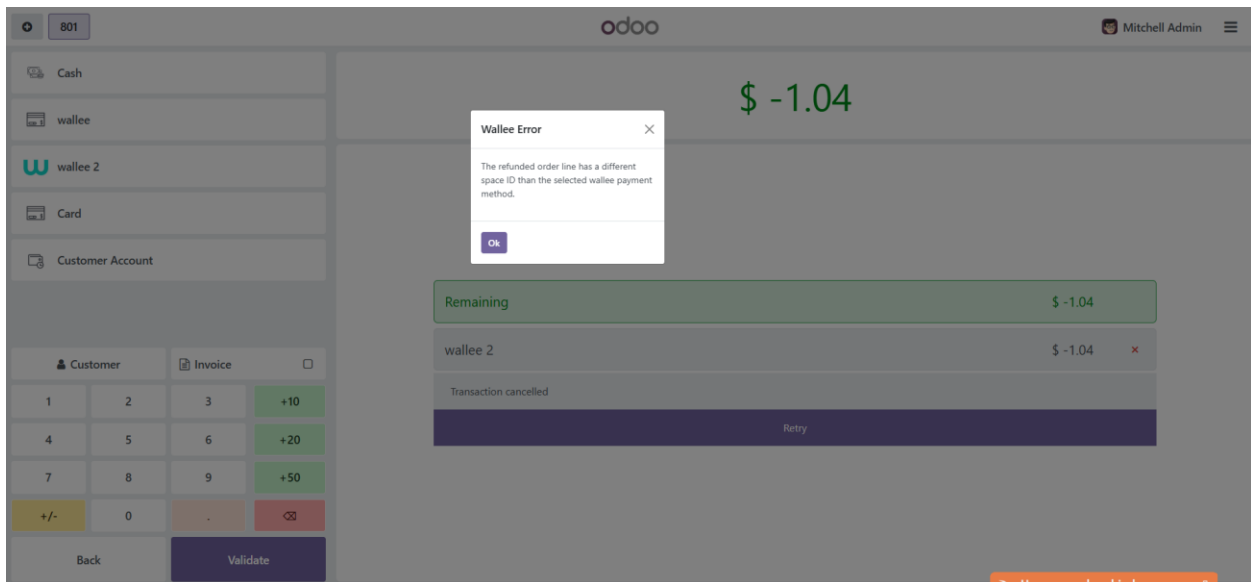 801
odoo
Mitchell Admin
Cash
wallee
wallee 2
Card
Customer Account
$ -1.04
Wallee Error
The refunded order line has a different
space ID than the selected wallee payment
method.
Ok
Remaining $ -1.04
wallee 2 $ -1.04
Transaction cancelled
Retry
Customer Invoice
1 2 3 +10
4 5 6 +20
7 8 9 +50
+/- 0 .
Back Validate